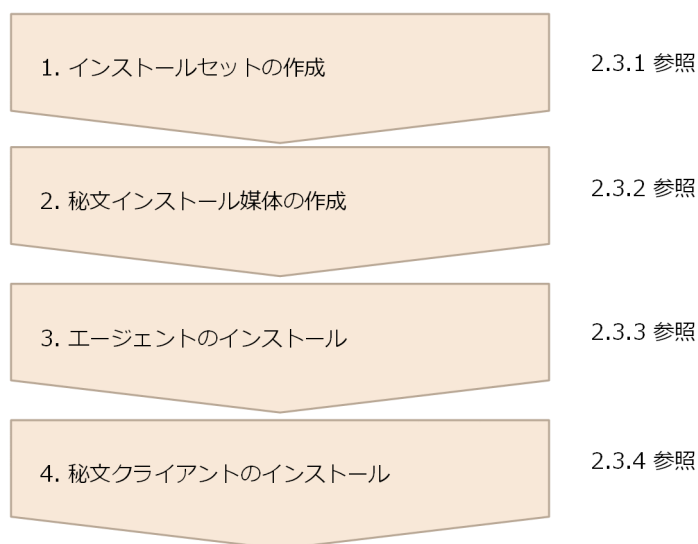 1. インストールセットの作成
2.3.1 参照
2. 秘文インストール媒体の作成
2.3.2 参照
3. エージェントのインストール
2.3.3 参照
4. 秘文クライアントのインストール
2.3.4 参照